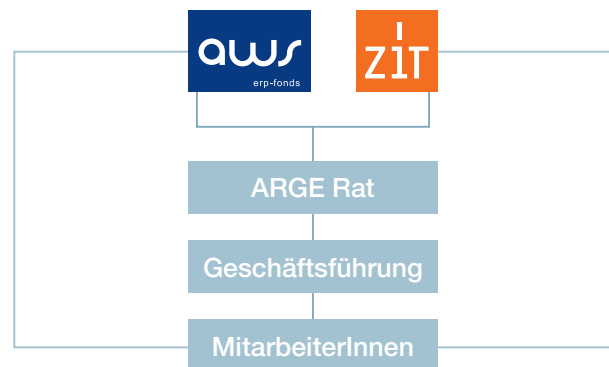 aws
erp-fonds
ZIT
ARGE Rat
Geschäftsführung
MitarbeiterInnen